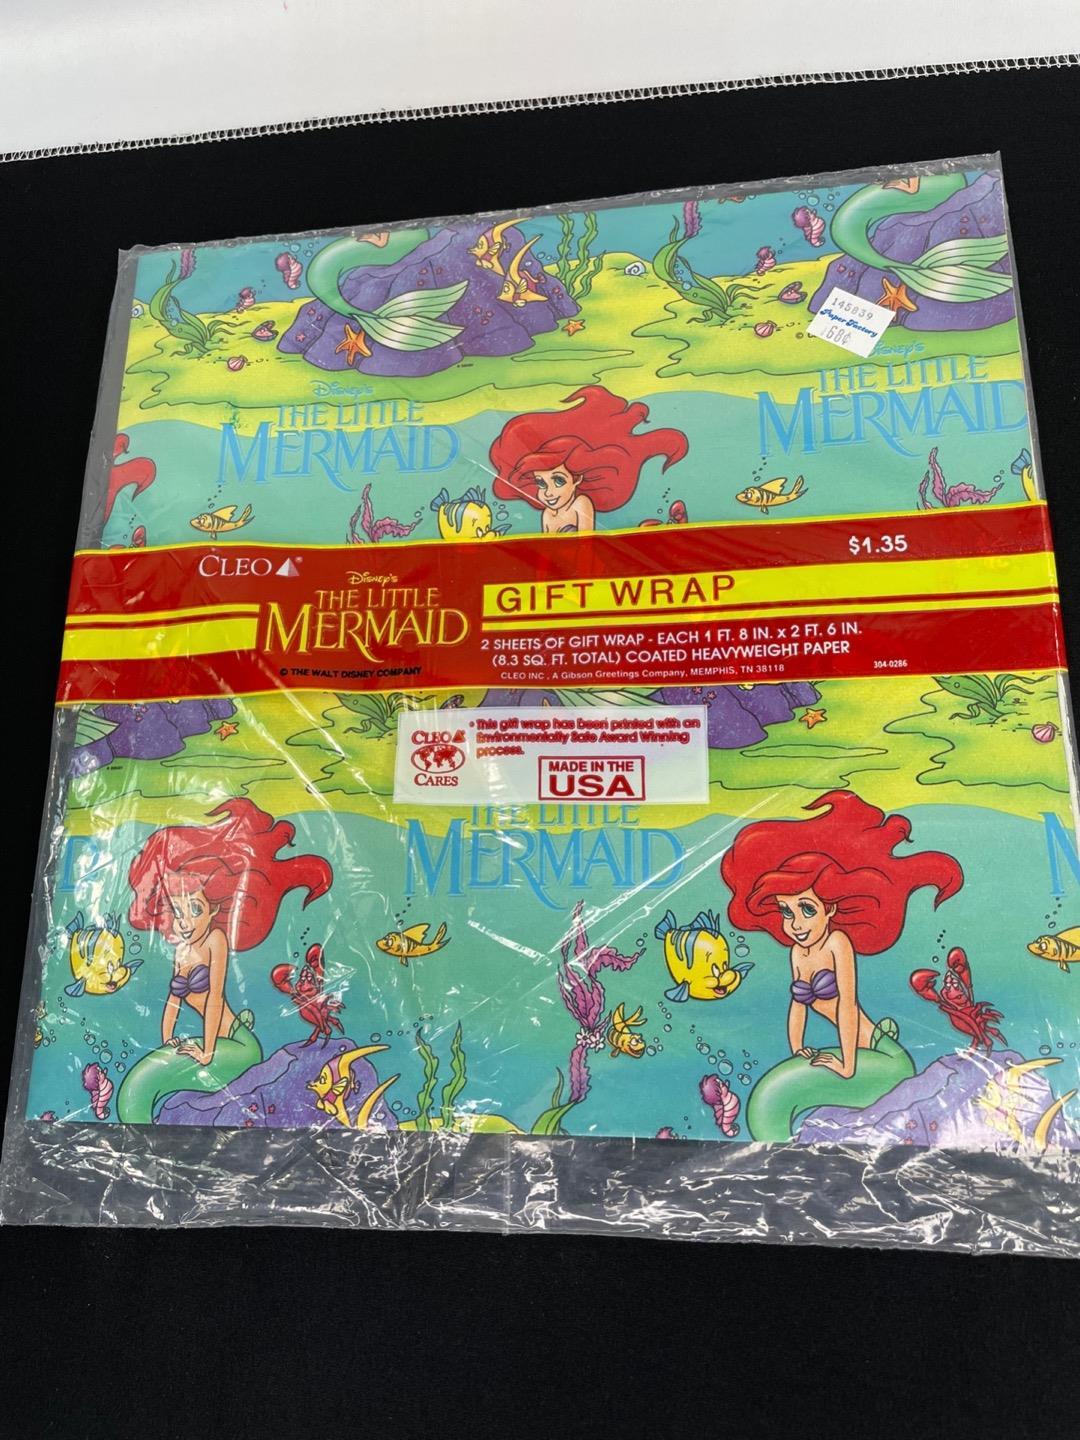 145839
Paper Factory
68¢
Disney's
THE LITTLE
MERMAID
Disney's
THE LITTLE
MERMAID
CLEO
$1.35
Disney's
THE LITTLE
MERMAID
© THE WALT DISNEY COMPANY
GIFT WRAP
2 SHEETS OF GIFT WRAP - EACH 1 FT. 8 IN. x 2 FT. 6 IN.
(8.3 SQ. FT. TOTAL) COATED HEAVYWEIGHT PAPER
CLEO INC., A Gibson Greetings Company, MEMPHIS, TN 38118
304-0286
CLEO
CARES
• This gift wrap has been printed with an
Environmentally Safe Award Winning
process.
MADE IN THE
USA
THE LITTLE
MERMAID
D
M